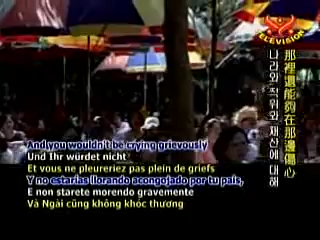 TELEVISION
那裡還能夠在那邊傷心
나라와 직위와 재산에 대해
And you wouldn't be crying grievously
Und Ihr würdet nicht
Et vous ne pleureriez pas plein de griefs
Y no estarías llorando acongojado por tu país,
E non starete morendo gravemente
Và Ngài cũng không khóc thương